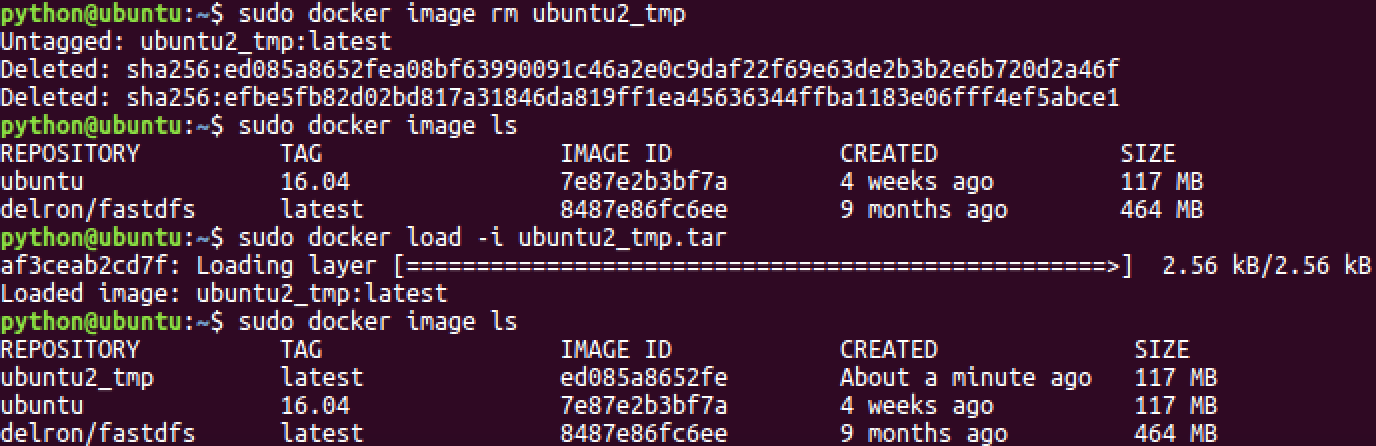 python@ubuntu:~$ sudo docker image rm ubuntu2_tmp
Untagged: ubuntu2_tmp:latest
Deleted: sha256:ed085a8652fea08bf63990091c46a2e0c9daf22f69e63de2b3b2e6b720d2a46f
Deleted: sha256:efbe5fb82d02bd817a31846da819ff1ea45636344ffba1183e06fff4ef5abce1
python@ubuntu:~$ sudo docker image ls
REPOSITORY          TAG                 IMAGE ID            CREATED             SIZE
ubuntu              16.04               7e87e2b3bf7a        4 weeks ago         117 MB
delron/fastdfs      latest              8487e86fc6ee        9 months ago        464 MB
python@ubuntu:~$ sudo docker load -i ubuntu2_tmp.tar
af3ceab2cd7f: Loading layer [==================================================>]  2.56 kB/2.56 kB
Loaded image: ubuntu2_tmp:latest
python@ubuntu:~$ sudo docker image ls
REPOSITORY          TAG                 IMAGE ID            CREATED              SIZE
ubuntu2_tmp         latest              ed085a8652fe        About a minute ago   117 MB
ubuntu              16.04               7e87e2b3bf7a        4 weeks ago          117 MB
delron/fastdfs      latest              8487e86fc6ee        9 months ago         464 MB